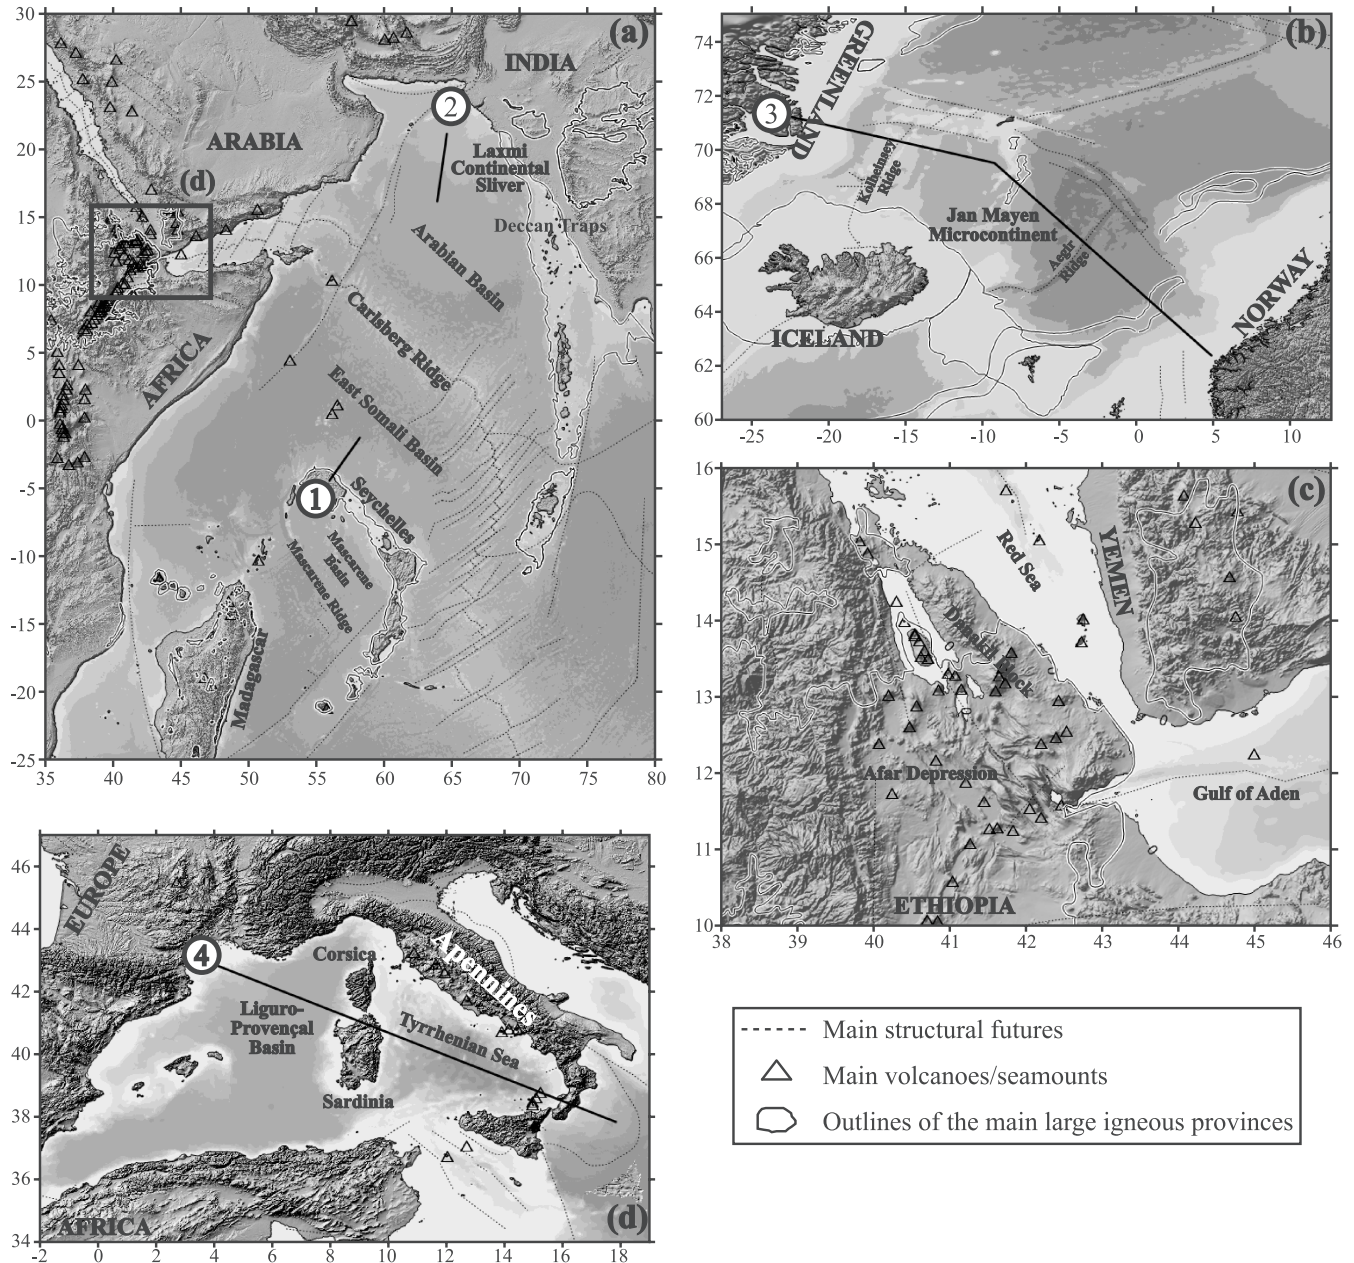 (a)
INDIA
ARABIA
2
Laxmi
Continental
Sliver
(d)
Deccan Traps
Arabian Basin
Carlsberg Ridge
AFRICA
East Somali Basin
1
Seychelles
Mascarene
Basin
Mascarene Ridge
Madagascar
30
25
20
15
10
5
0
-5
-10
-15
-20
-25
35 40 45 50 55 60 65 70 75 80
(b)
GREENLAND
3
Kolbeinsey
Ridge
Jan Mayen
Microcontinent
Aegir
Ridge
ICELAND
NORWAY
74
72
70
68
66
64
62
60
-25 -20 -15 -10 -5 0 5 10
(c)
Red Sea
YEMEN
Danakil
Block
Afar Depression
Gulf of Aden
ETHIOPIA
16
15
14
13
12
11
10
38 39 40 41 42 43 44 45 46
EUROPE
4
Corsica
Apennines
Liguro-
Provençal
Basin
Tyrrhenian Sea
Sardinia
AFRICA
(d)
46
44
42
40
38
36
34
-2 0 2 4 6 8 10 12 14 16 18
Main structural futures
Main volcanoes/seamounts
Outlines of the main large igneous provinces